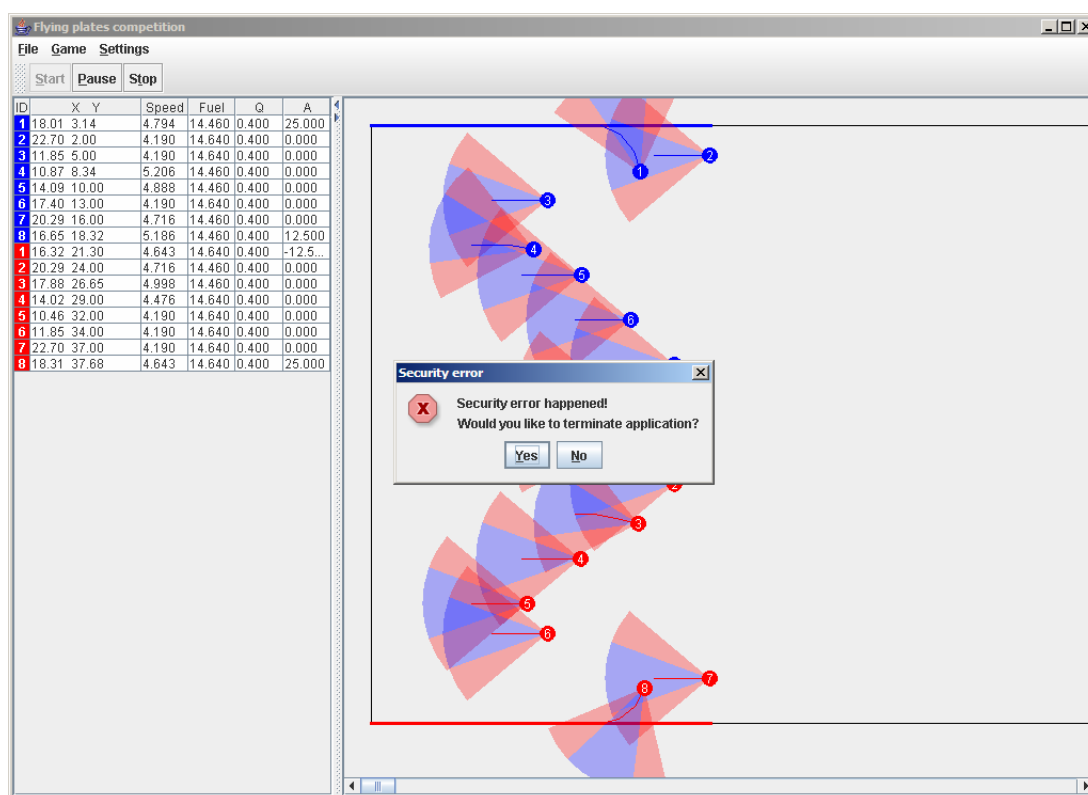 Flying plates competition
File Game Settings
Start Pause Stop
ID X Y Speed Fuel Q A
1 18.01 3.14 4.794 14.460 0.400 25.000
2 22.70 2.00 4.190 14.640 0.400 0.000
3 11.85 5.00 4.190 14.640 0.400 0.000
4 10.87 8.34 5.206 14.460 0.400 0.000
5 14.09 10.00 4.888 14.460 0.400 0.000
6 17.40 13.00 4.190 14.640 0.400 0.000
7 20.29 16.00 4.716 14.460 0.400 0.000
8 16.65 18.32 5.186 14.460 0.400 12.500
1 16.32 21.30 4.643 14.640 0.400 -12.5...
2 20.29 24.00 4.716 14.460 0.400 0.000
3 17.88 26.65 4.998 14.460 0.400 0.000
4 14.02 29.00 4.476 14.640 0.400 0.000
5 10.46 32.00 4.190 14.640 0.400 0.000
6 11.85 34.00 4.190 14.640 0.400 0.000
7 22.70 37.00 4.190 14.640 0.400 0.000
8 18.31 37.68 4.643 14.640 0.400 25.000
2
1
3
4
5
6
Security error
Security error happened!
Would you like to terminate application?
Yes No
2
3
4
5
6
7
8